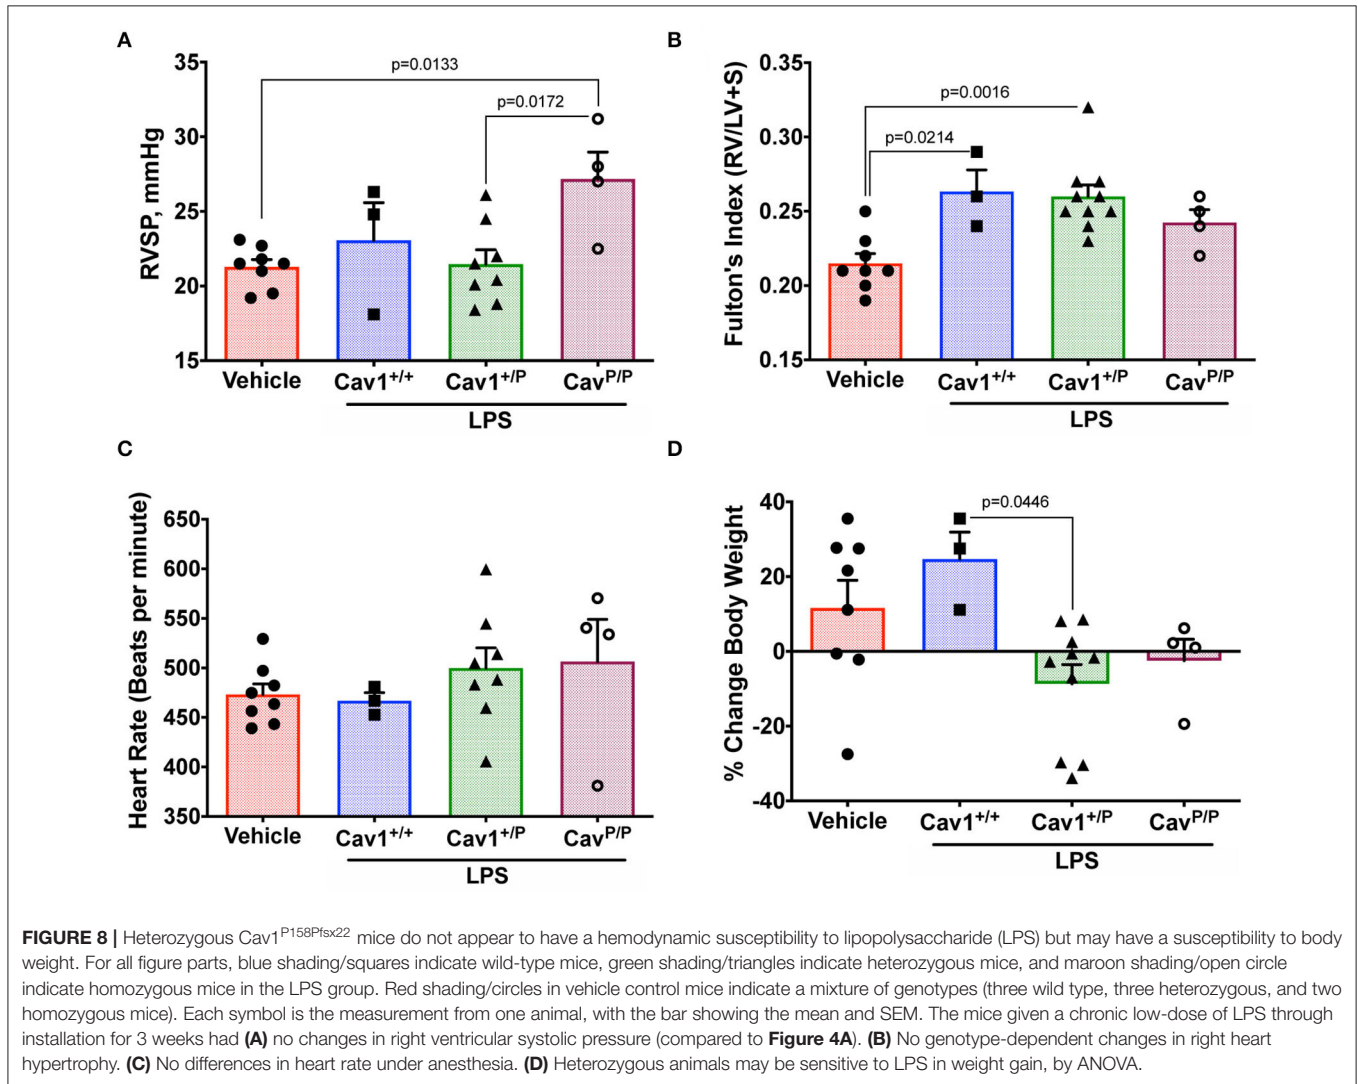 A
35
30
25
20
15
RVSP, mmHg
p=0.0133
p=0.0172
Vehicle
Cav1+/+
Cav1+/P
CavP/P
LPS
B
0.35
0.30
0.25
0.20
0.15
Fulton's Index (RV/LV+S)
p=0.0016
p=0.0214
Vehicle
Cav1+/+
Cav1+/P
CavP/P
LPS
C
650
600
550
500
450
400
350
Heart Rate (Beats per minute)
Vehicle
Cav1+/+
Cav1+/P
CavP/P
LPS
D
40
20
0
-20
-40
% Change Body Weight
p=0.0446
Vehicle
Cav1+/+
Cav1+/P
CavP/P
LPS
FIGURE 8 | Heterozygous Cav1P158Pfsx22 mice do not appear to have a hemodynamic susceptibility to lipopolysaccharide (LPS) but may have a susceptibility to body
weight. For all figure parts, blue shading/squares indicate wild-type mice, green shading/triangles indicate heterozygous mice, and maroon shading/open circle
indicate homozygous mice in the LPS group. Red shading/circles in vehicle control mice indicate a mixture of genotypes (three wild type, three heterozygous, and two
homozygous mice). Each symbol is the measurement from one animal, with the bar showing the mean and SEM. The mice given a chronic low-dose of LPS through
installation for 3 weeks had (A) no changes in right ventricular systolic pressure (compared to Figure 4A). (B) No genotype-dependent changes in right heart
hypertrophy. (C) No differences in heart rate under anesthesia. (D) Heterozygous animals may be sensitive to LPS in weight gain, by ANOVA.